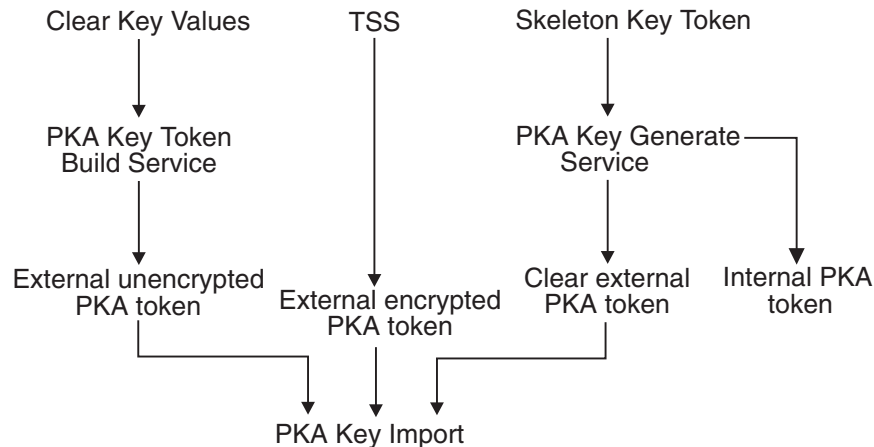 Clear Key Values
TSS
Skeleton Key Token
PKA Key Token
Build Service
PKA Key Generate
Service
External unencrypted
PKA token
External encrypted
PKA token
Clear external
PKA token
Internal PKA
token
PKA Key Import